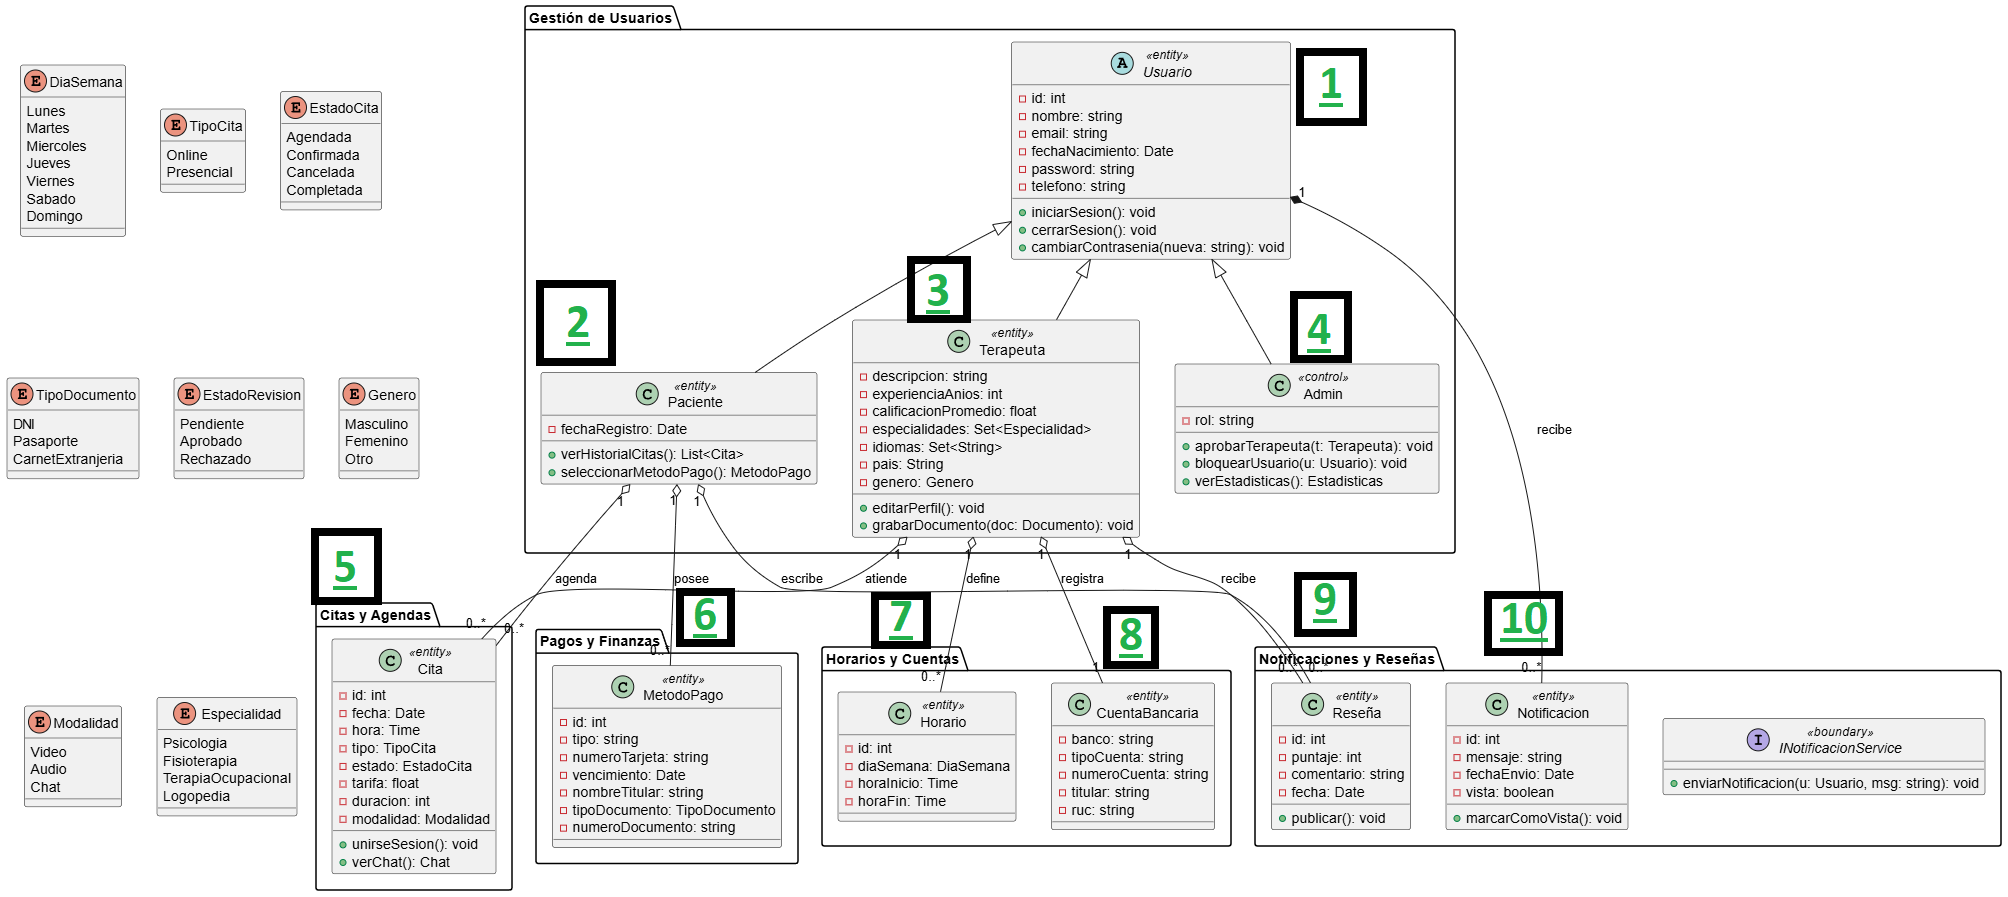 Gestión de Usuarios
«entity»
A
Usuario
id: int
nombre: string
email: string
fechaNacimiento: Date
password: string
telefono: string
iniciarSesion(): void
cerrarSesion(): void
cambiarContrasenia(nueva: string): void
1
1
E DiaSemana
Lunes
Martes
Miercoles
Jueves
Viernes
Sabado
Domingo
E TipoCita
Online
Presencial
E EstadoCita
Agendada
Confirmada
Cancelada
Completada
2
3
4
«entity»
C
Paciente
fechaRegistro: Date
verHistorialCitas(): List<Cita>
seleccionarMetodoPago(): MetodoPago
«entity»
C
Terapeuta
descripcion: string
experienciaAnios: int
calificacionPromedio: float
especialidades: Set<Especialidad>
idiomas: Set<String>
pais: String
genero: Genero
editarPerfil(): void
grabarDocumento(doc: Documento): void
«control»
C
Admin
rol: string
aprobarTerapeuta(t: Terapeuta): void
bloquearUsuario(u: Usuario): void
verEstadisticas(): Estadisticas
recibe
E TipoDocumento
DNI
Pasaporte
CarnetExtranjeria
E EstadoRevision
Pendiente
Aprobado
Rechazado
E Genero
Masculino
Femenino
Otro
1
1
1
1
1
1
1
agenda
posee
escribe
atiende
define
registra
recibe
5
6
7
8
9
10
0..*
0..*
0..*
0..*
1
0..*
0..*
0..*
Citas y Agendas
«entity»
C
Cita
id: int
fecha: Date
hora: Time
tipo: TipoCita
estado: EstadoCita
tarifa: float
duracion: int
modalidad: Modalidad
unirseSesion(): void
verChat(): Chat
Pagos y Finanzas
«entity»
C
MetodoPago
id: int
tipo: string
numeroTarjeta: string
vencimiento: Date
nombreTitular: string
tipoDocumento: TipoDocumento
numeroDocumento: string
Horarios y Cuentas
«entity»
C
Horario
id: int
diaSemana: DiaSemana
horaInicio: Time
horaFin: Time
«entity»
C
CuentaBancaria
banco: string
tipoCuenta: string
numeroCuenta: string
titular: string
ruc: string
Notificaciones y Reseñas
«entity»
C
Reseña
id: int
puntaje: int
comentario: string
fecha: Date
publicar(): void
«entity»
C
Notificacion
id: int
mensaje: string
fechaEnvio: Date
vista: boolean
marcarComoVista(): void
«boundary»
I
INotificacionService
enviarNotificacion(u: Usuario, msg: string): void
E Modalidad
Video
Audio
Chat
E Especialidad
Psicologia
Fisioterapia
TerapiaOcupacional
Logopedia